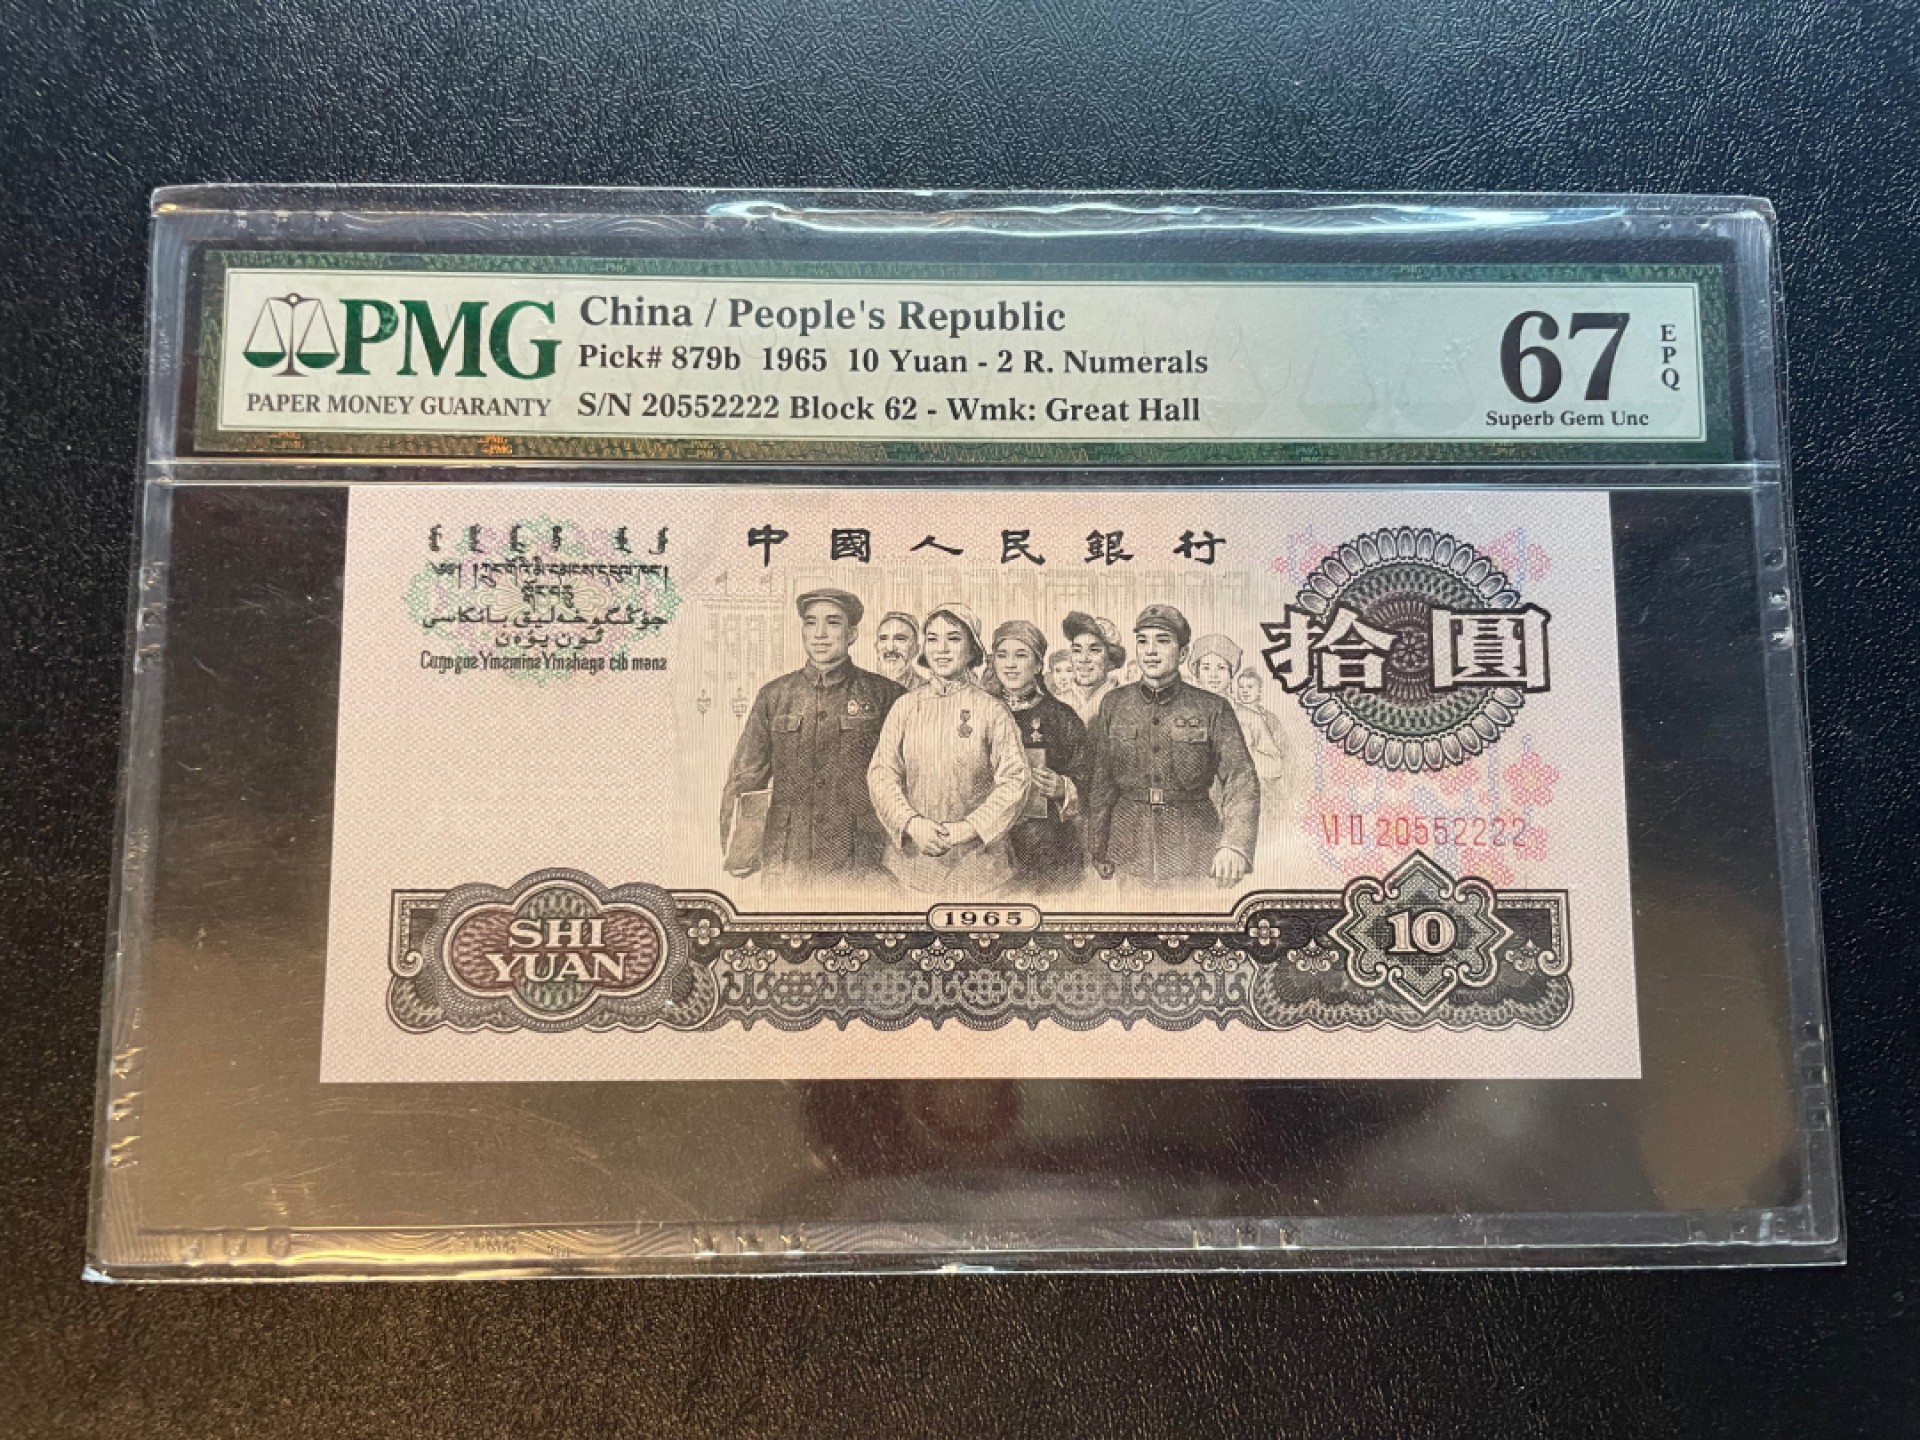 PMG
PAPER MONEY GUARANTY
China / People's Republic
Pick# 879b 1965 10 Yuan - 2 R. Numerals
S/N 20552222 Block 62 - Wmk: Great Hall
67
EPQ
Superb Gem Unc
中國人民銀行
拾圓
VI II 20552222
1965
SHI
YUAN
10